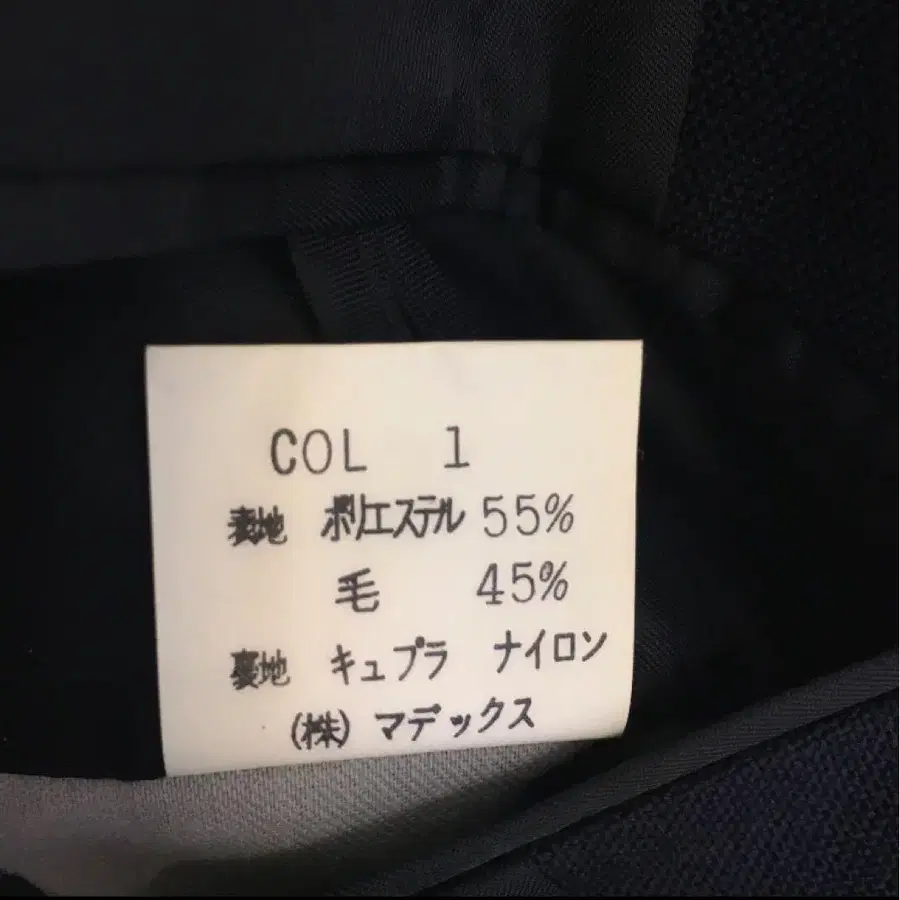 COL 1
表地 ポリエステル 55%
毛 45%
裏地 キュプラ ナイロン
(株) マデックス